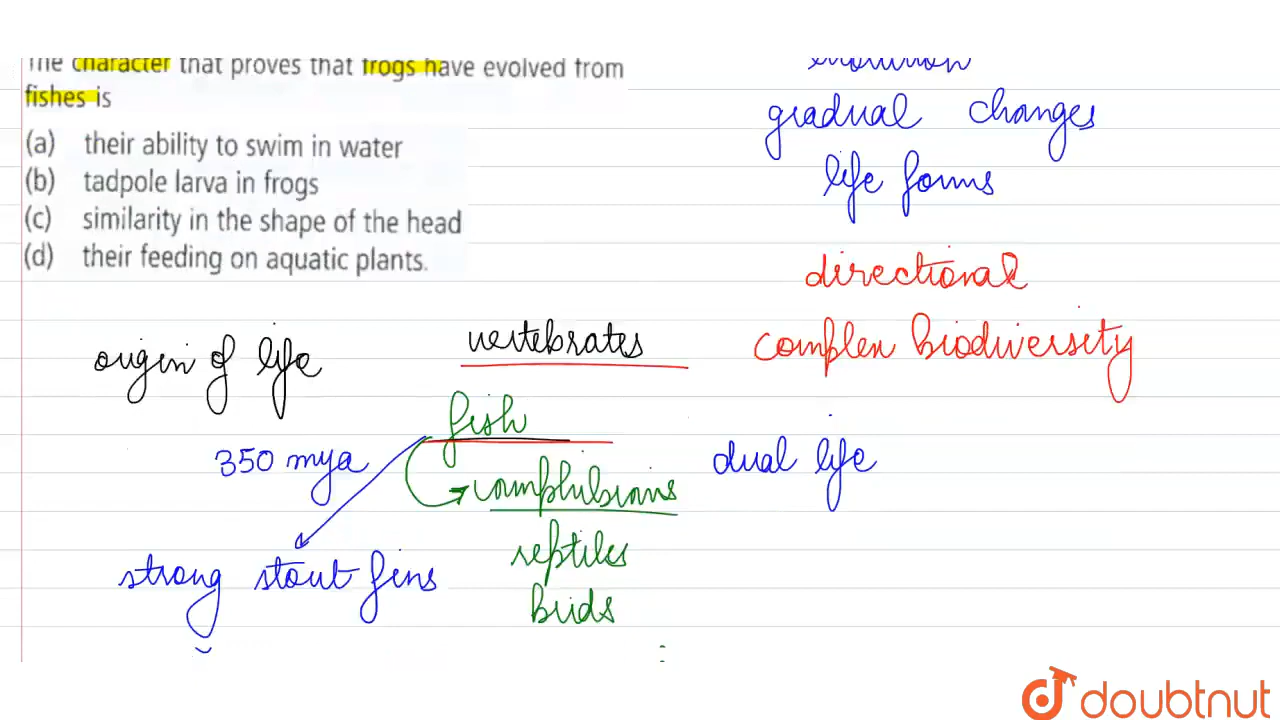 The character that proves that frogs have evolved from
fishes is
(a) their ability to swim in water
(b) tadpole larva in frogs
(c) similarity in the shape of the head
(d) their feeding on aquatic plants.
evolution
gradual changes
life forms
directional
complex biodiversity
origin of life
vertebrates
fish
350 mya
amphibians
dual life
reptiles
strong stout fins
birds
doubtnut